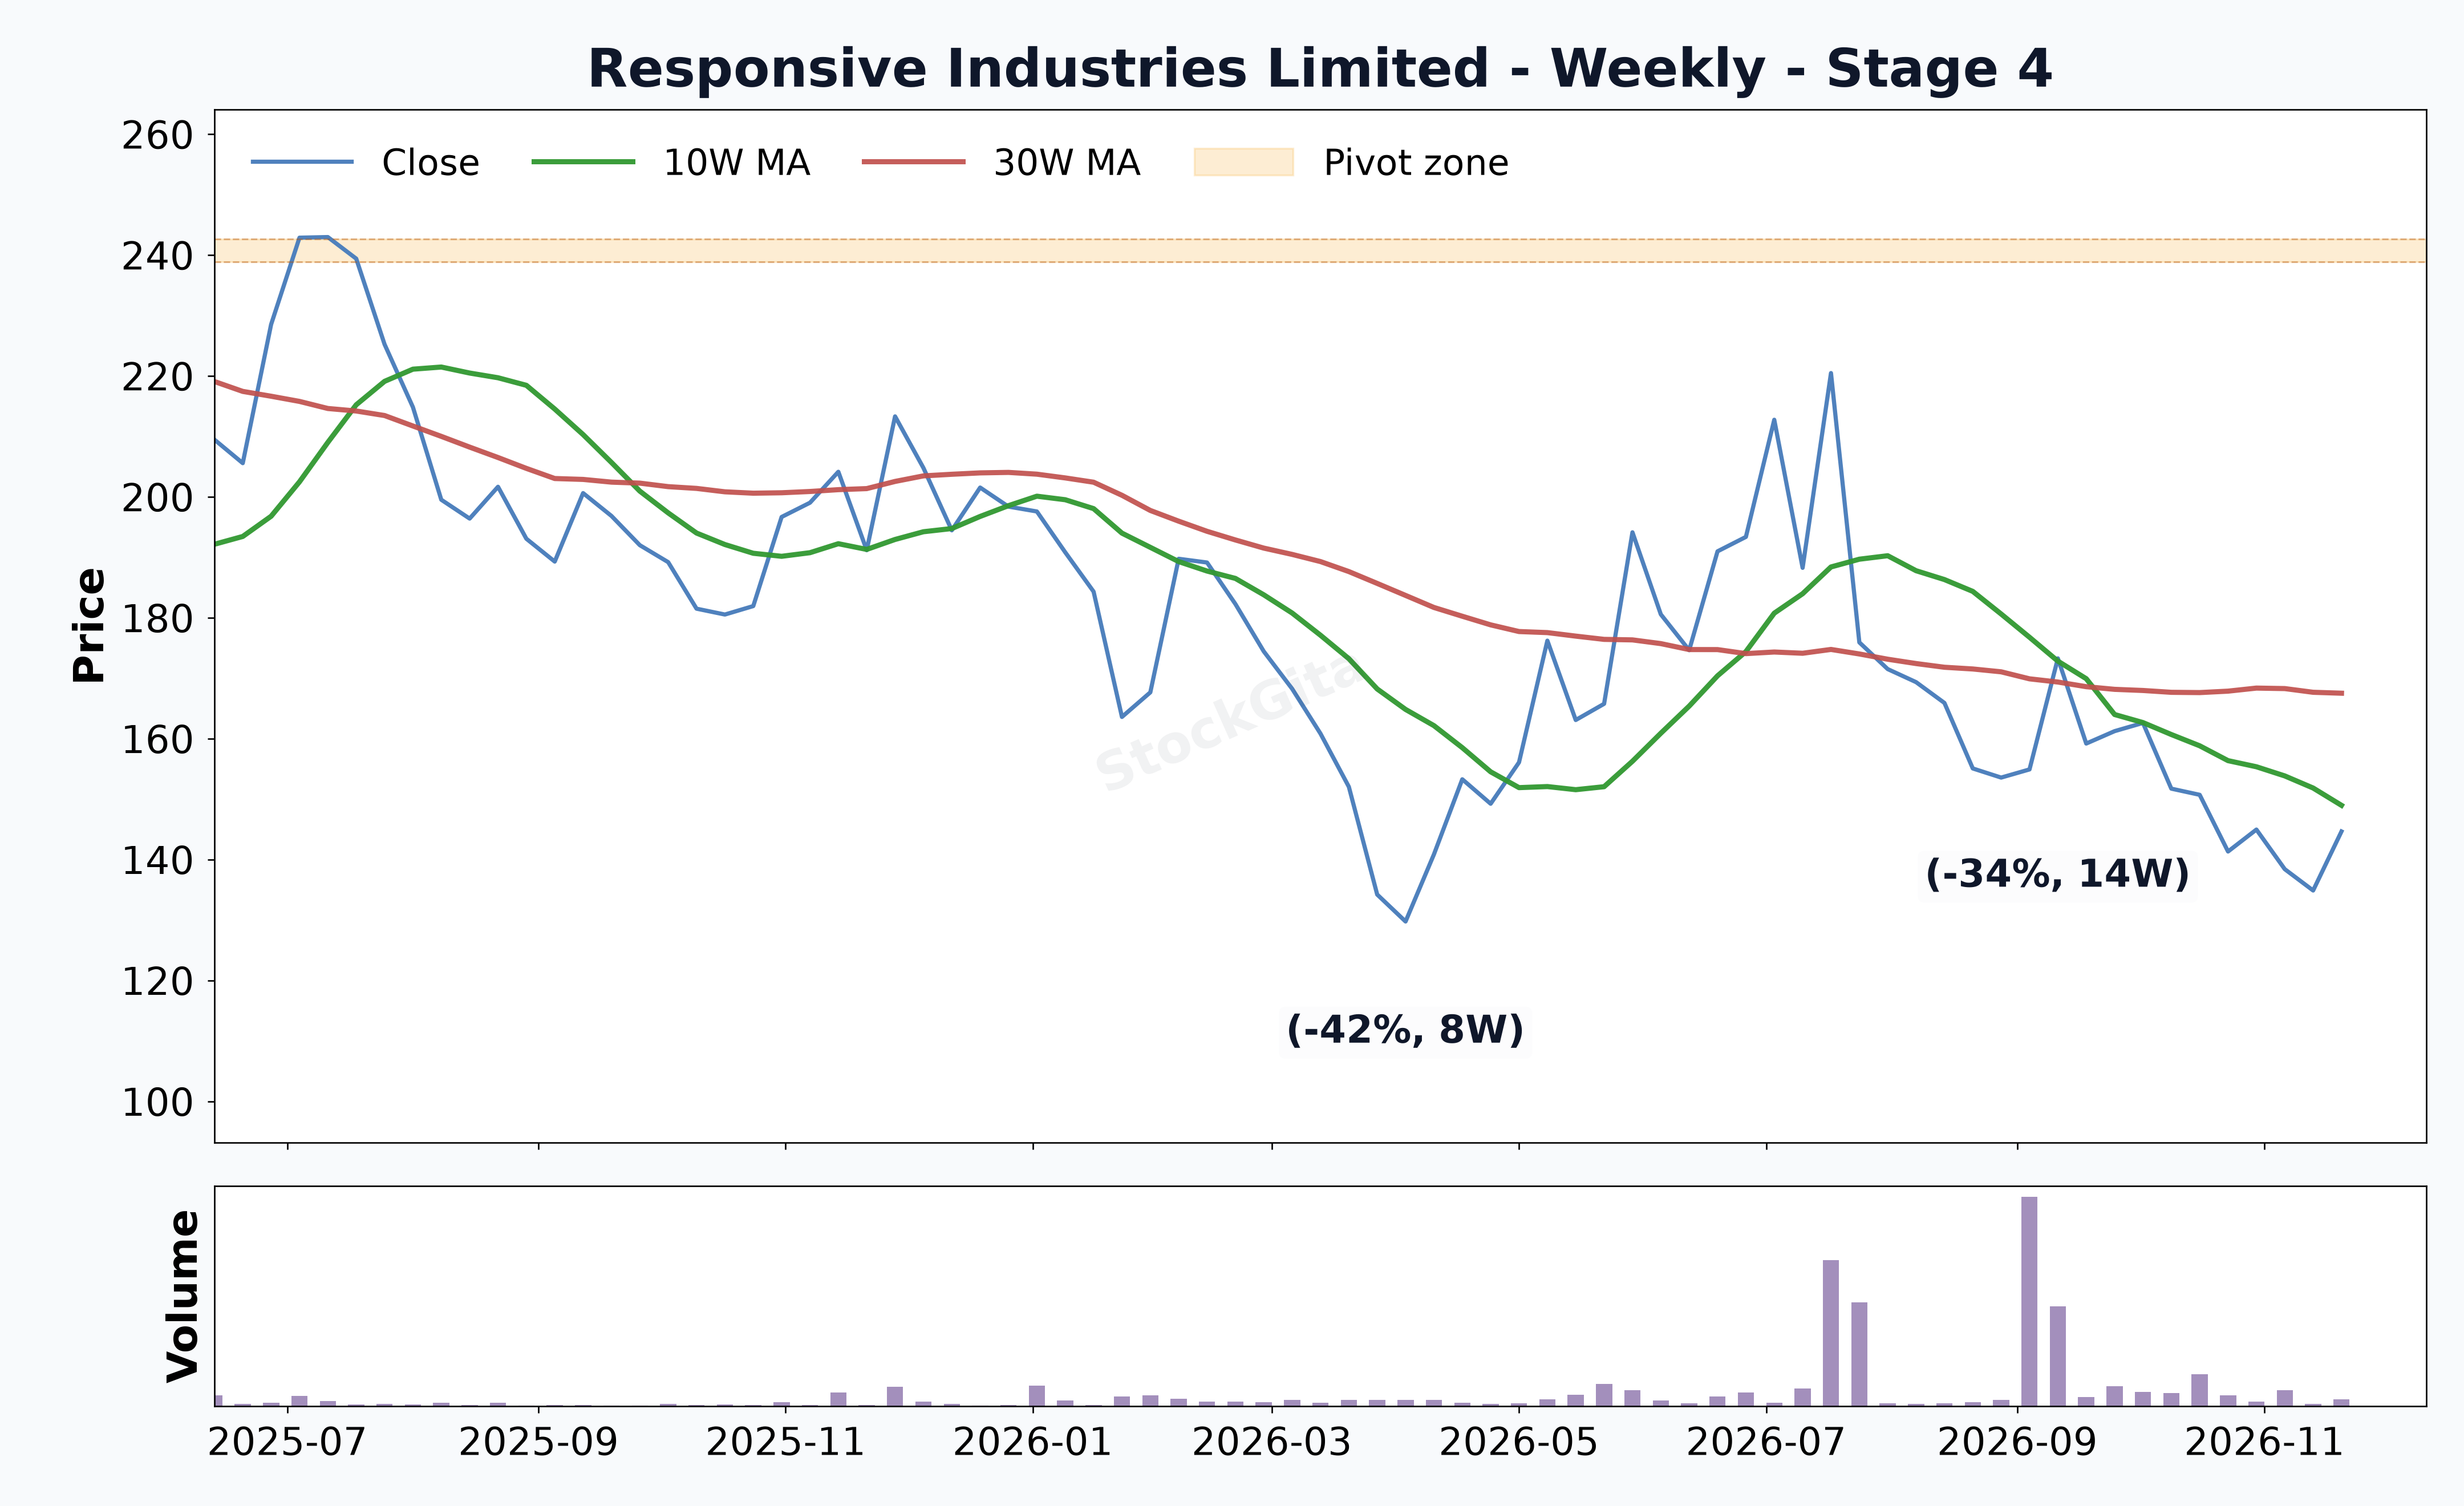 Responsive Industries Limited - Weekly - Stage 4
Close 10W MA 30W MA Pivot zone
260
240
220
200
180
160
140
120
100
Price
StockGita
(-34%, 14W)
(-42%, 8W)
Volume
2025-07 2025-09 2025-11 2026-01 2026-03 2026-05 2026-07 2026-09 2026-11